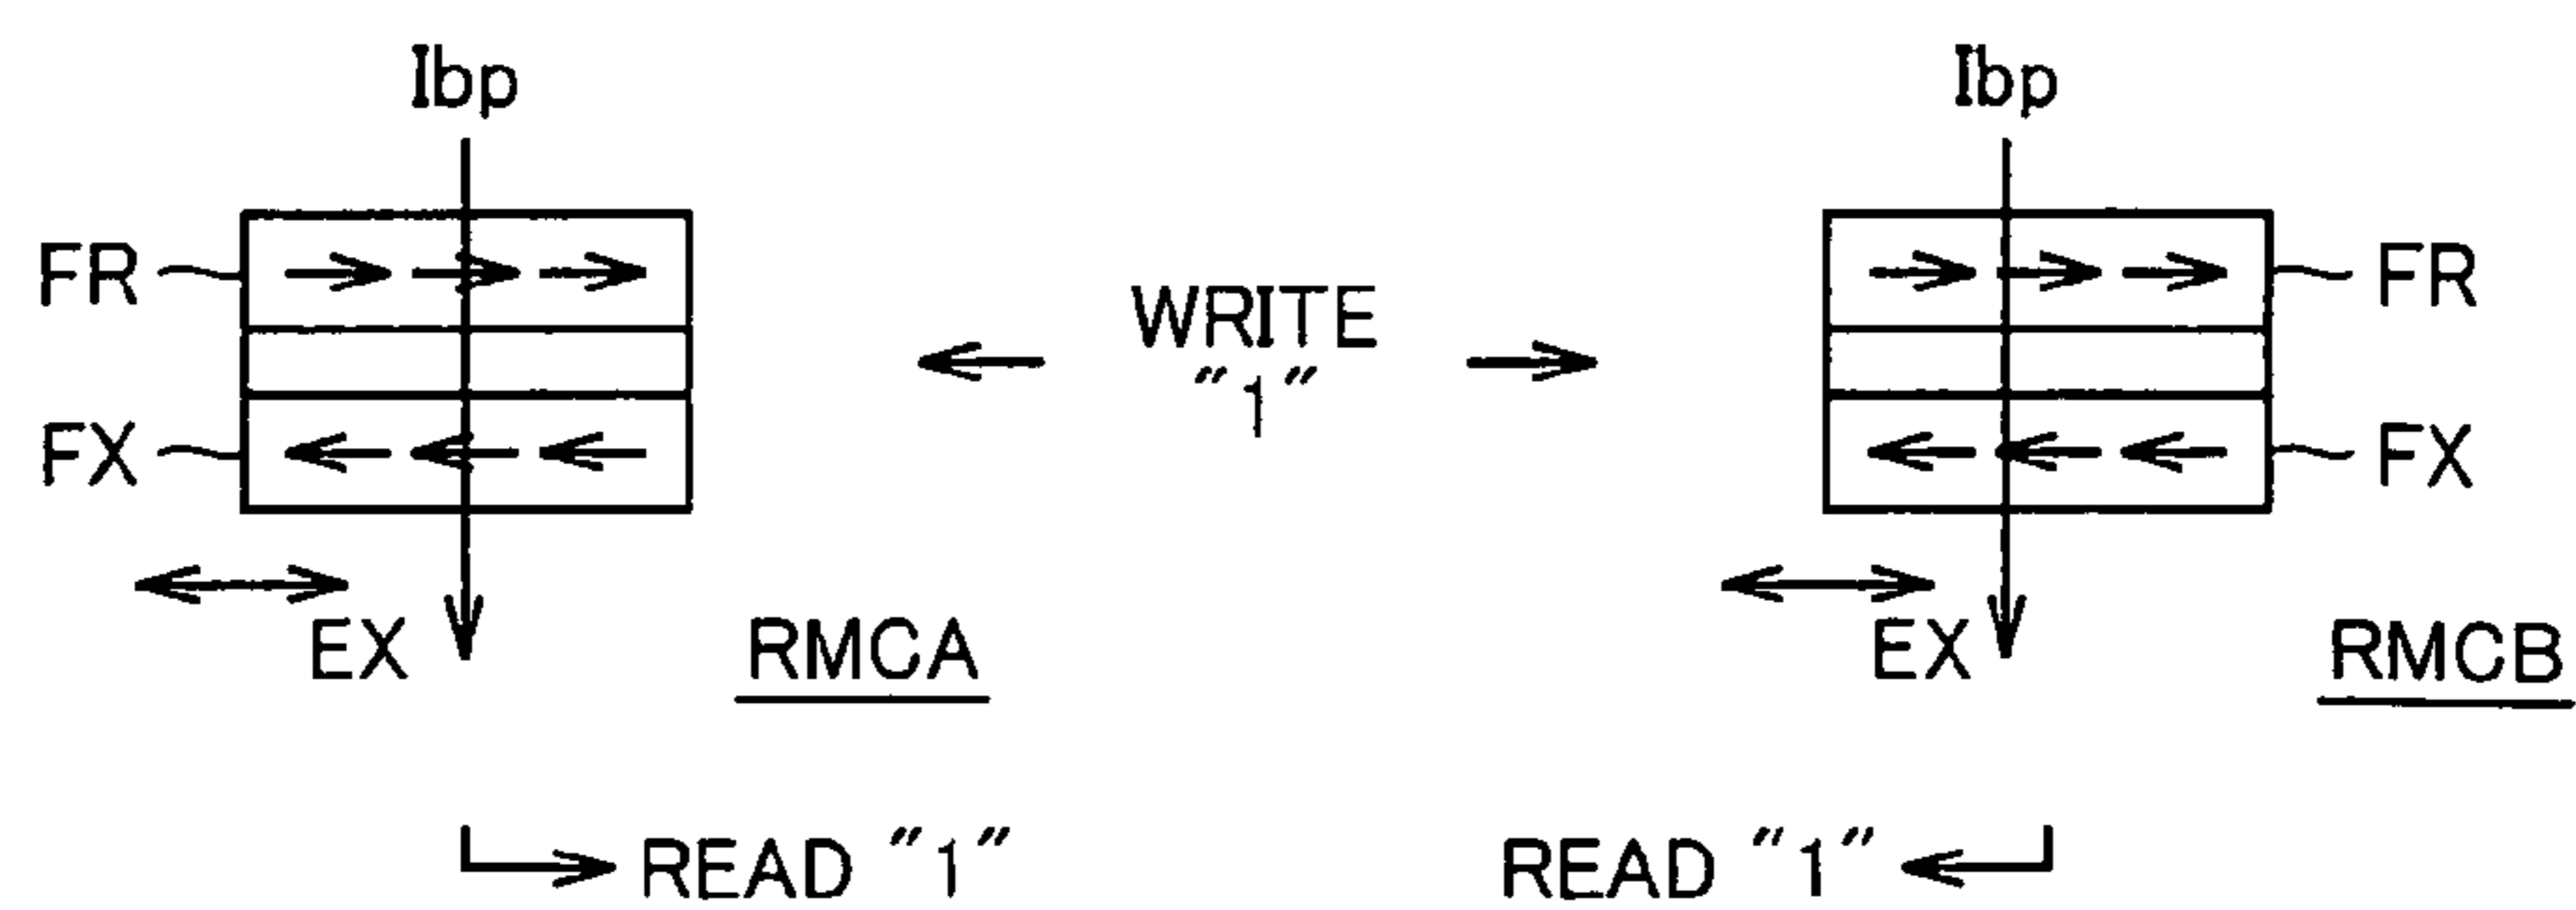 Ibp
Ibp
FR
FR
WRITE
"1"
FX
FX
EX
EX
RMCA
RMCB
READ "1"
READ "1"